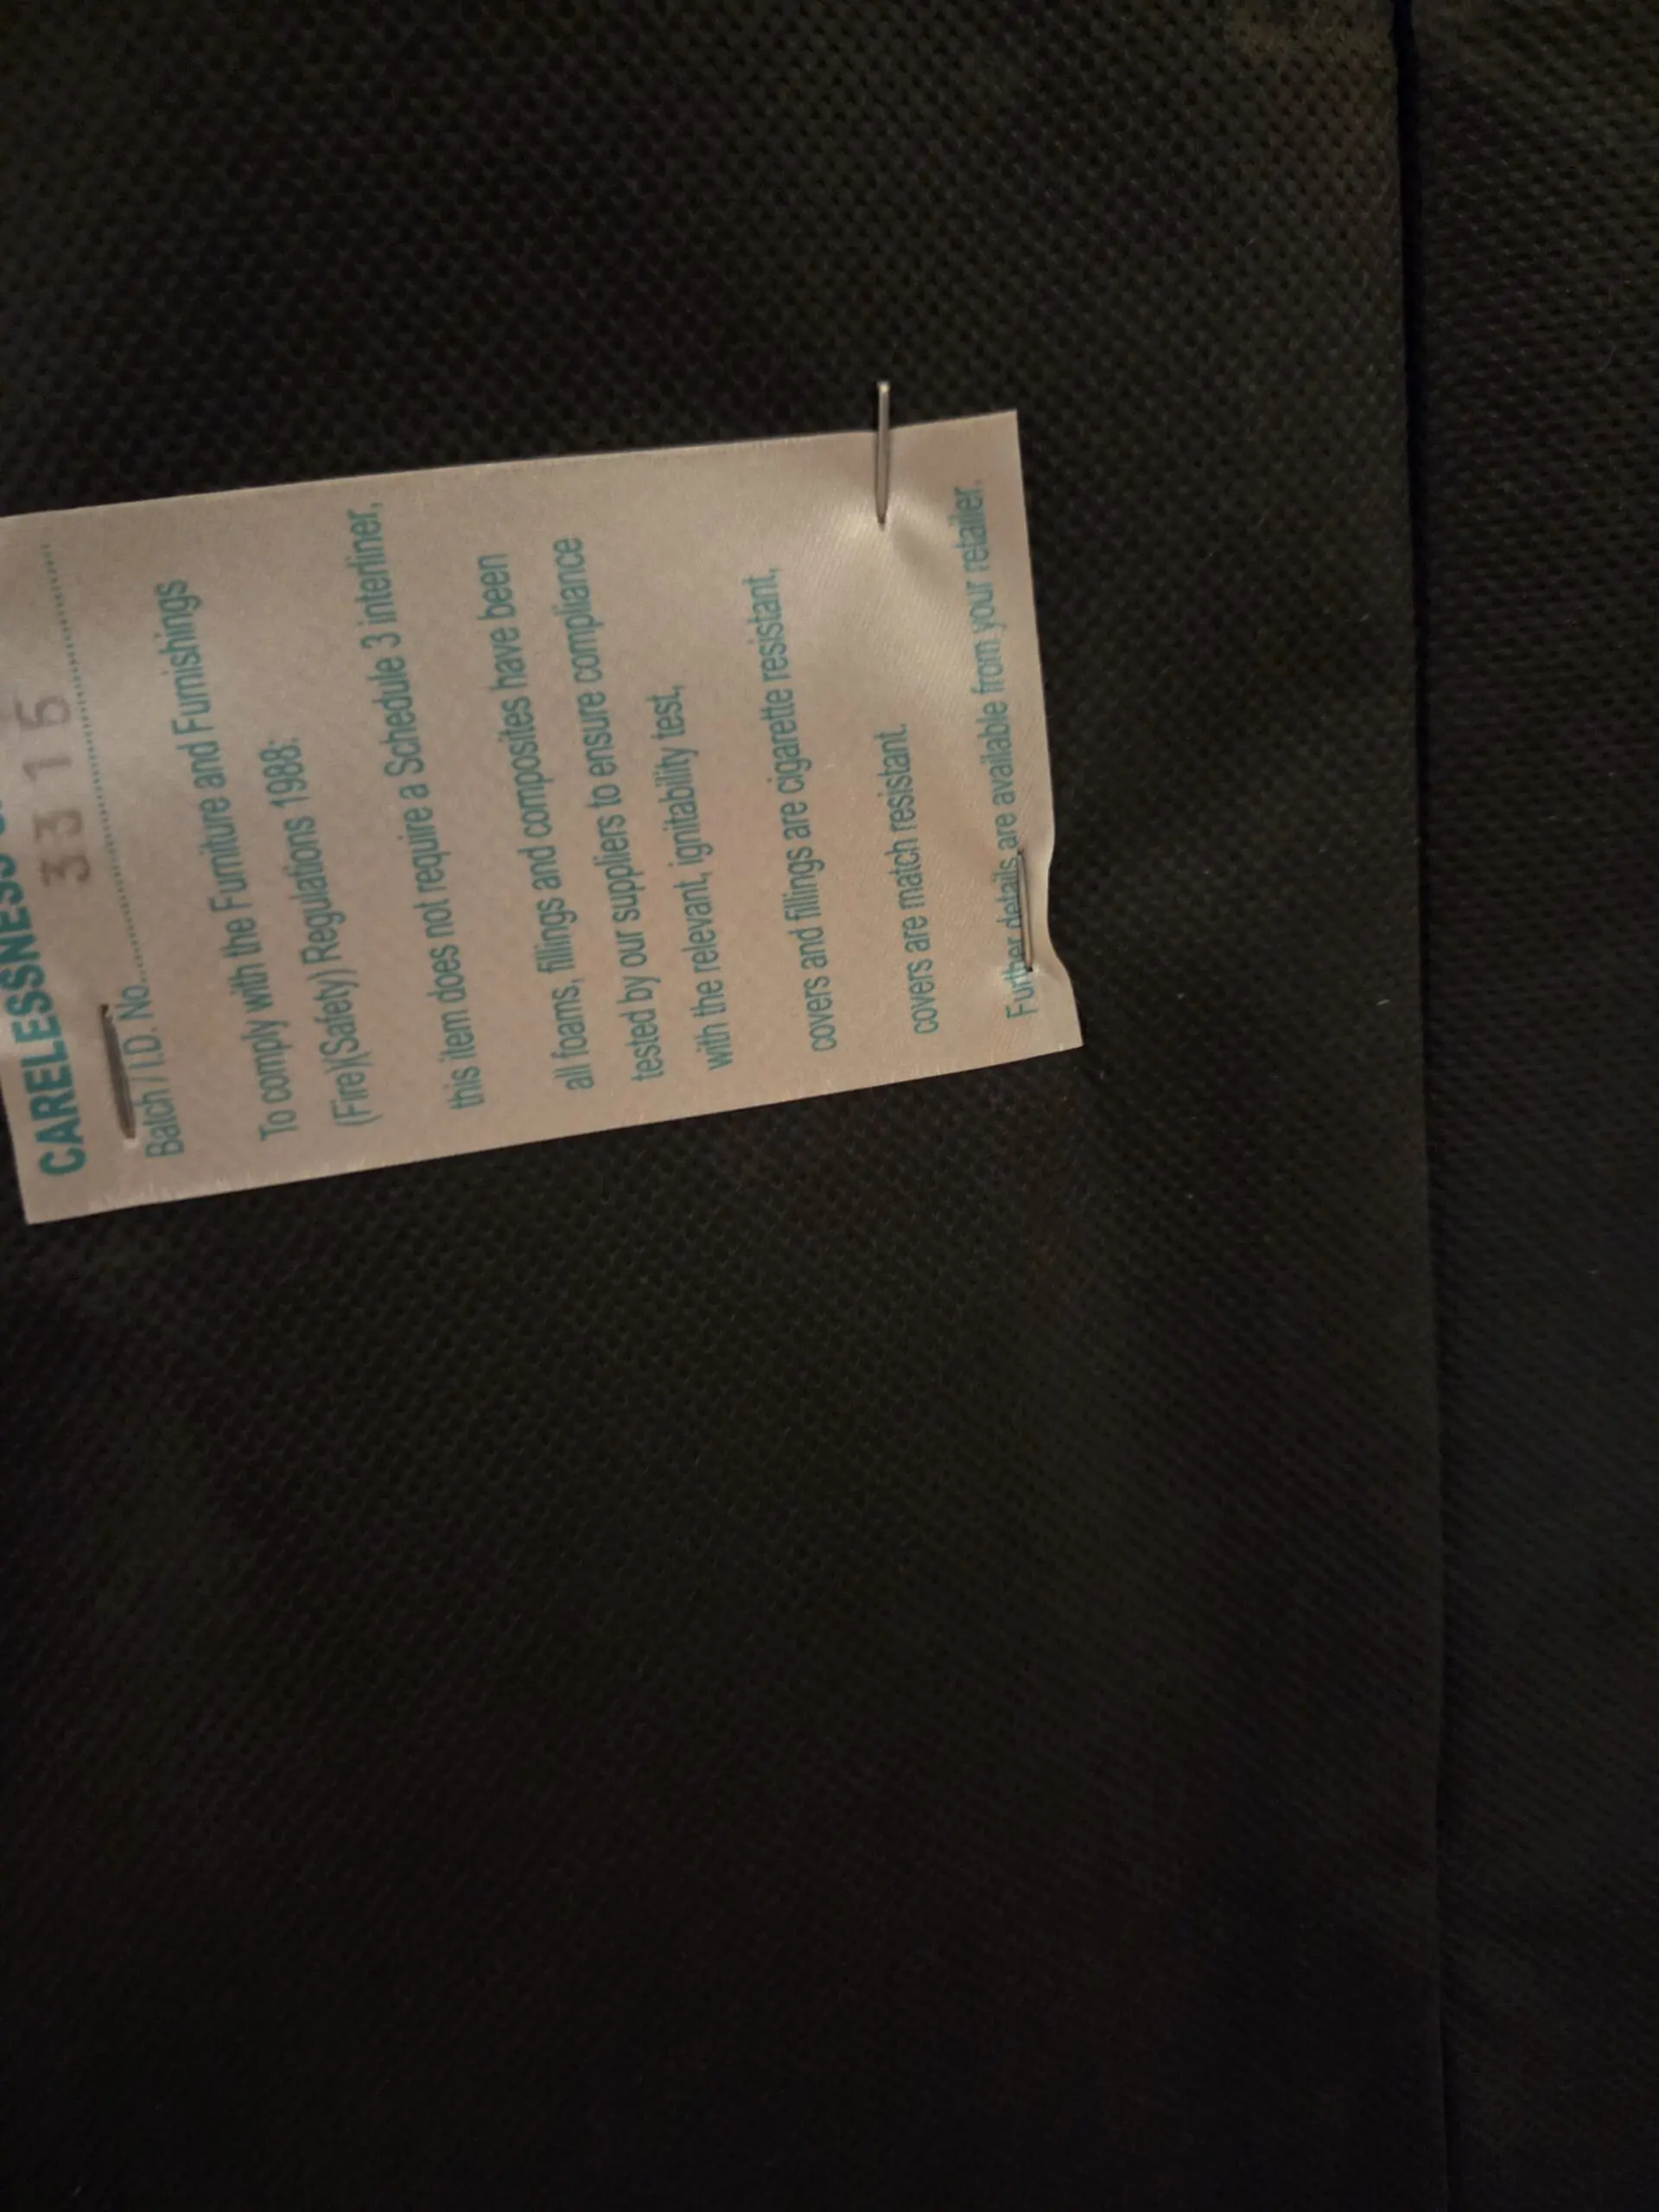 CARELESSNESS
3315
Batch / I.D. No.
To comply with the Furniture and Furnishings
(Fire)(Safety) Regulations 1988:
this item does not require a Schedule 3 interliner,
all foams, fillings and composites have been
tested by our suppliers to ensure compliance
with the relevant, ignitability test,
covers and fillings are cigarette resistant,
covers are match resistant.
Further details are available from your retailer.